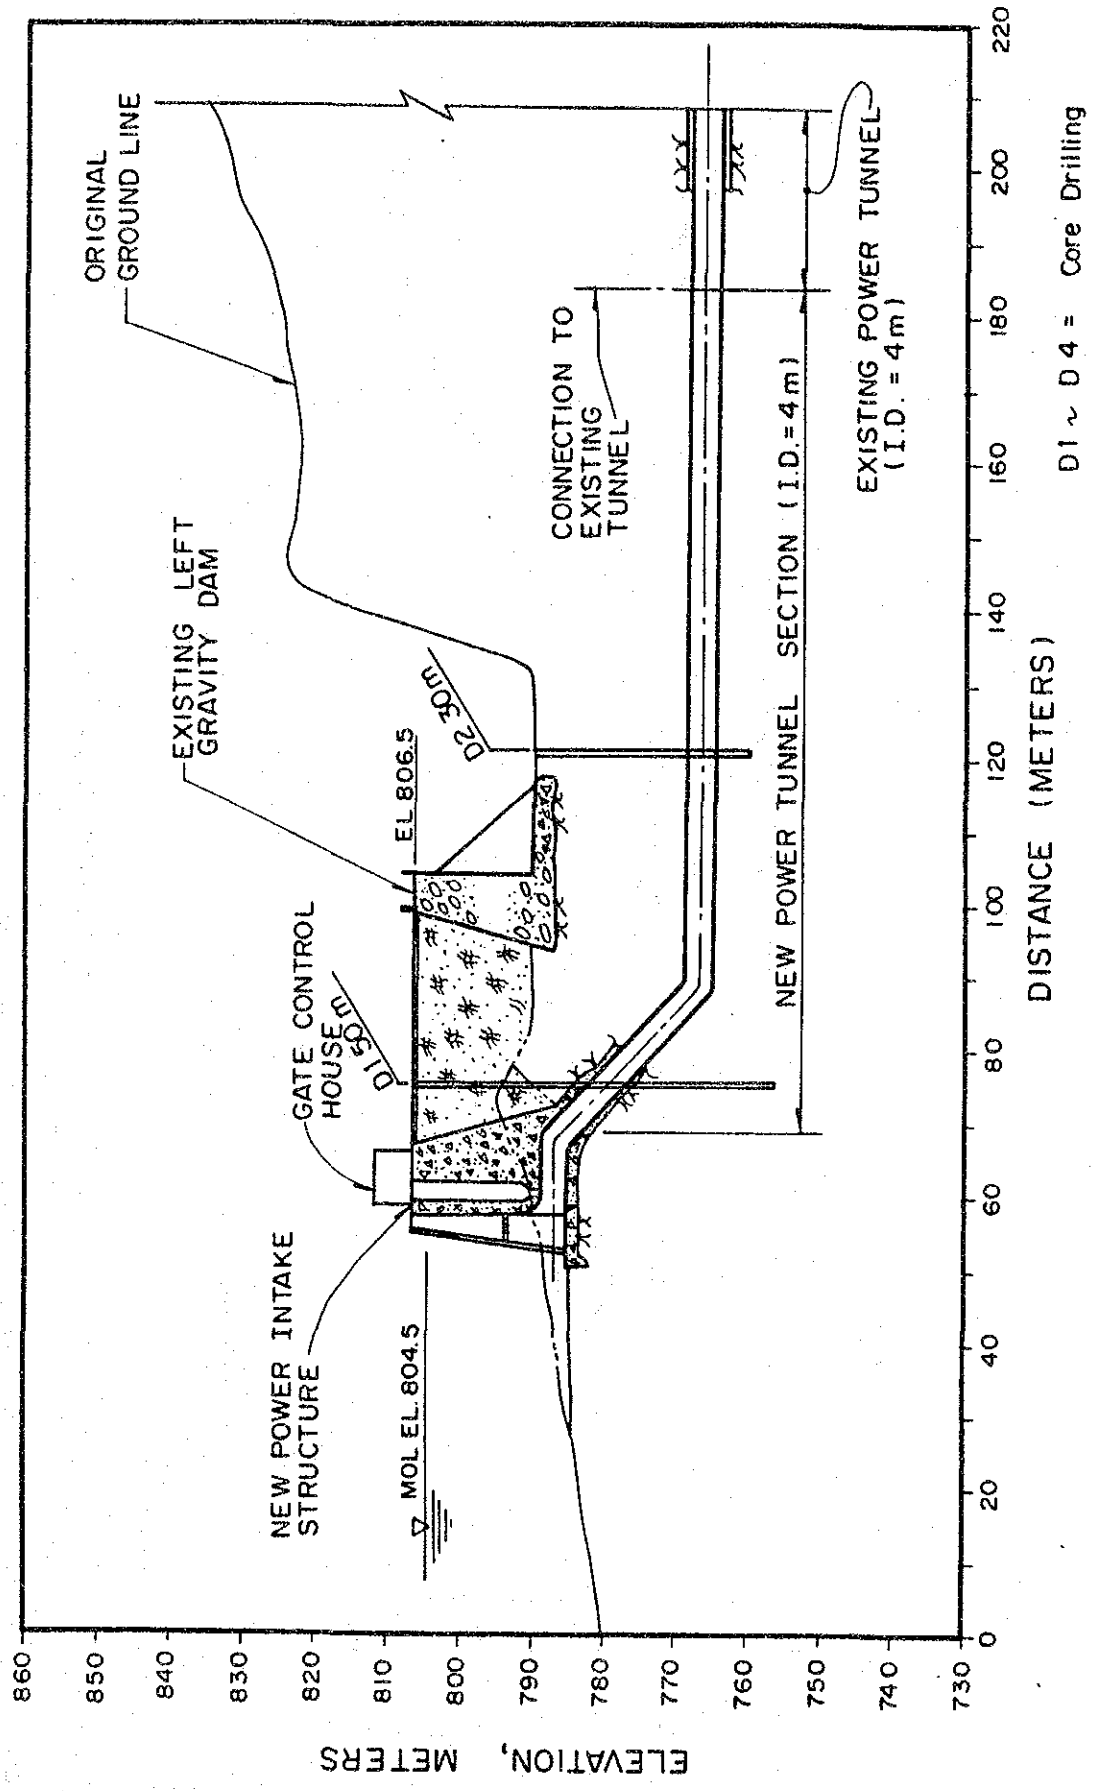 ORIGINAL
GROUND LINE
EXISTING LEFT
GRAVITY DAM
GATE CONTROL
HOUSE
D1 50m
D2 30m
EL 806.5
NEW POWER INTAKE
STRUCTURE
MOL EL. 804.5
CONNECTION TO
EXISTING
TUNNEL
NEW POWER TUNNEL SECTION (I.D.=4m)
EXISTING POWER TUNNEL
(I.D. = 4m)
860
850
840
830
820
810
800
790
780
770
760
750
740
730
ELEVATION, METERS
0
20
40
60
80
100
120
140
160
180
200
220
DISTANCE (METERS)
D1 ~ D4 = Core Drilling